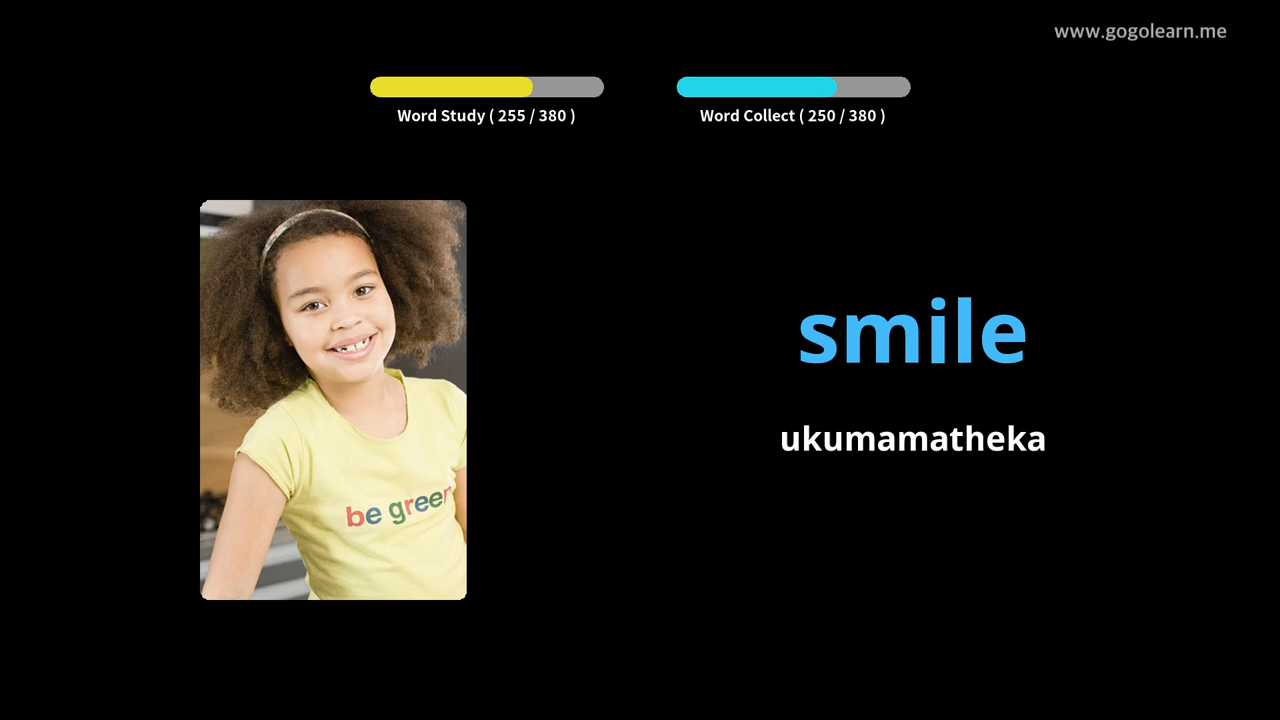 www.gogolearn.me
Word Study ( 255 / 380 )
Word Collect ( 250 / 380 )
smile
ukumamatheka
be green